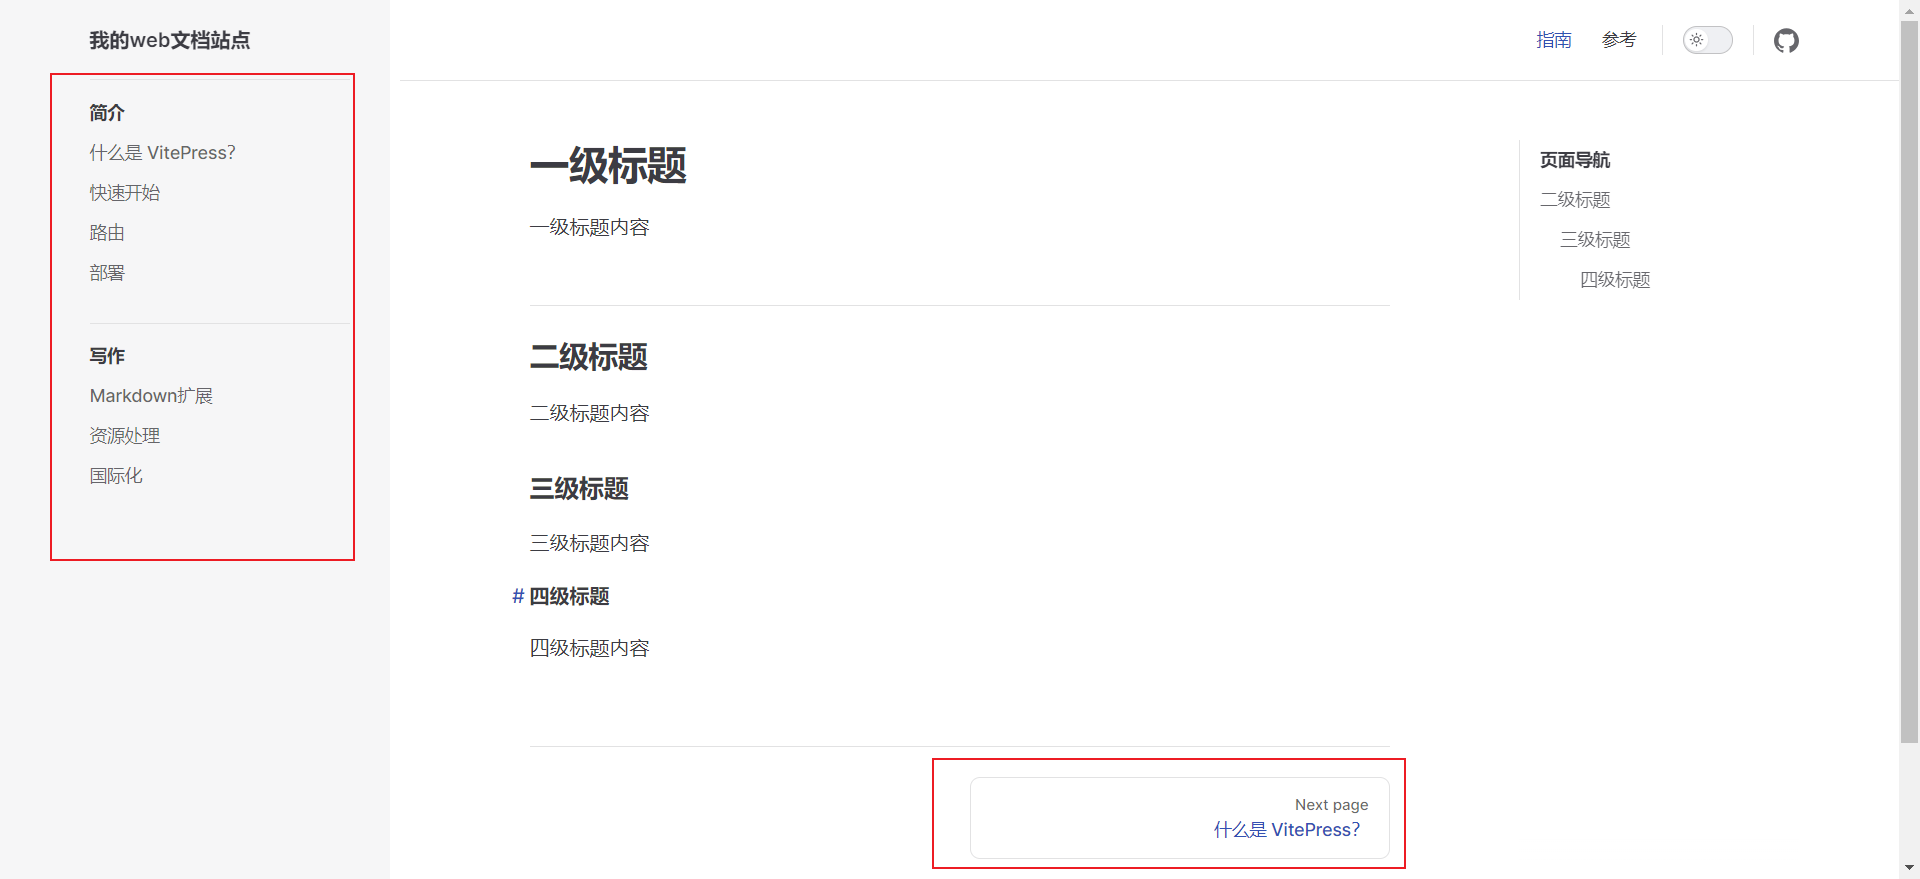 我的web文档站点
指南
参考
简介
什么是 VitePress?
快速开始
路由
部署
写作
Markdown扩展
资源处理
国际化
一级标题
一级标题内容
二级标题
二级标题内容
三级标题
三级标题内容
# 四级标题
四级标题内容
Next page
什么是 VitePress?
页面导航
二级标题
三级标题
四级标题